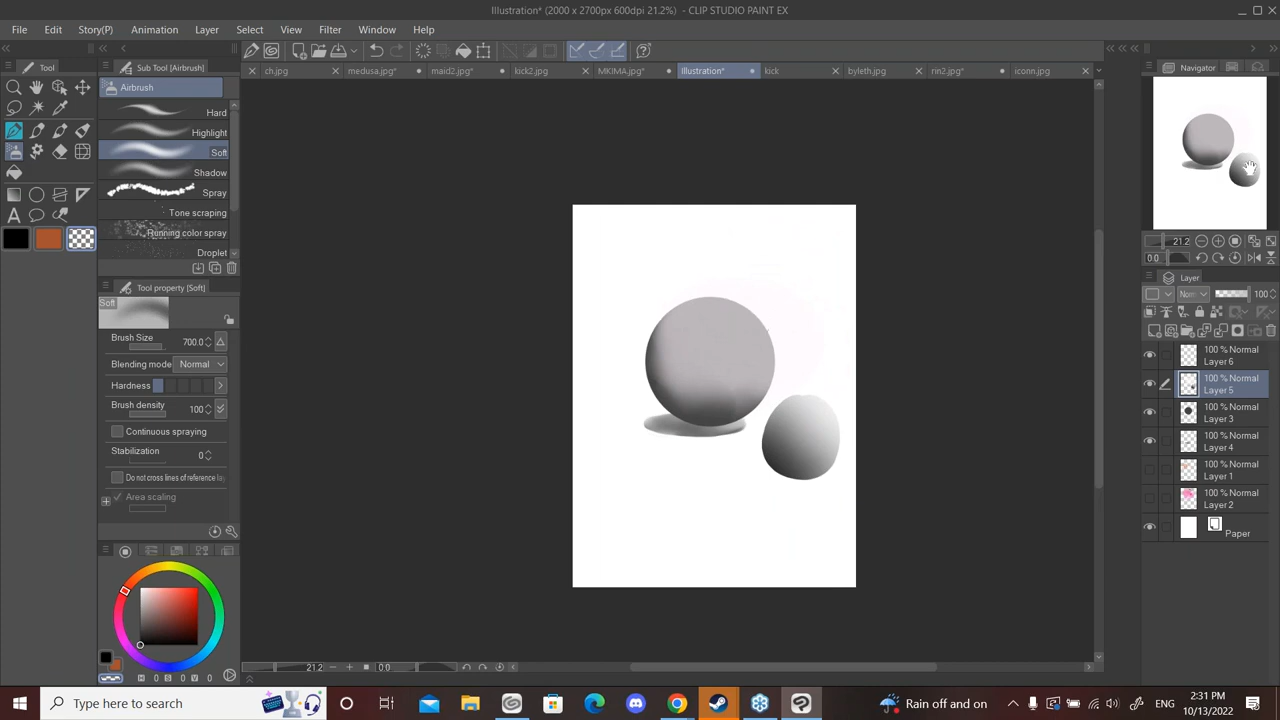 Illustration* (2000 x 2700px 600dpi 21.2%) - CLIP STUDIO PAINT EX
File Edit Story(P) Animation Layer Select View Filter Window Help
Tool
Sub Tool [Airbrush]
ch.jpg medusa.jpg* maid2.jpg* kick2.jpg MKIMA.jpg* Illustration* kick byleth.jpg rin2.jpg* iconn.jpg
Navigator
Airbrush
Hard
Highlight
Soft
Shadow
Spray
Tone scraping
Running color spray
Droplet
Tool property [Soft]
Soft
Brush Size 700.0
Blending mode Normal
Hardness
Brush density 100
Continuous spraying
Stabilization 0
Do not cross lines of reference la
Area scaling
H 0 S 0 V 0
21.2
0.0
21.2
0.0
Layer
Norm 100
100 % Normal
Layer 6
100 % Normal
Layer 5
100 % Normal
Layer 3
100 % Normal
Layer 4
100 % Normal
Layer 1
100 % Normal
Layer 2
Paper
Type here to search
Rain off and on
ENG
2:31 PM
10/13/2022